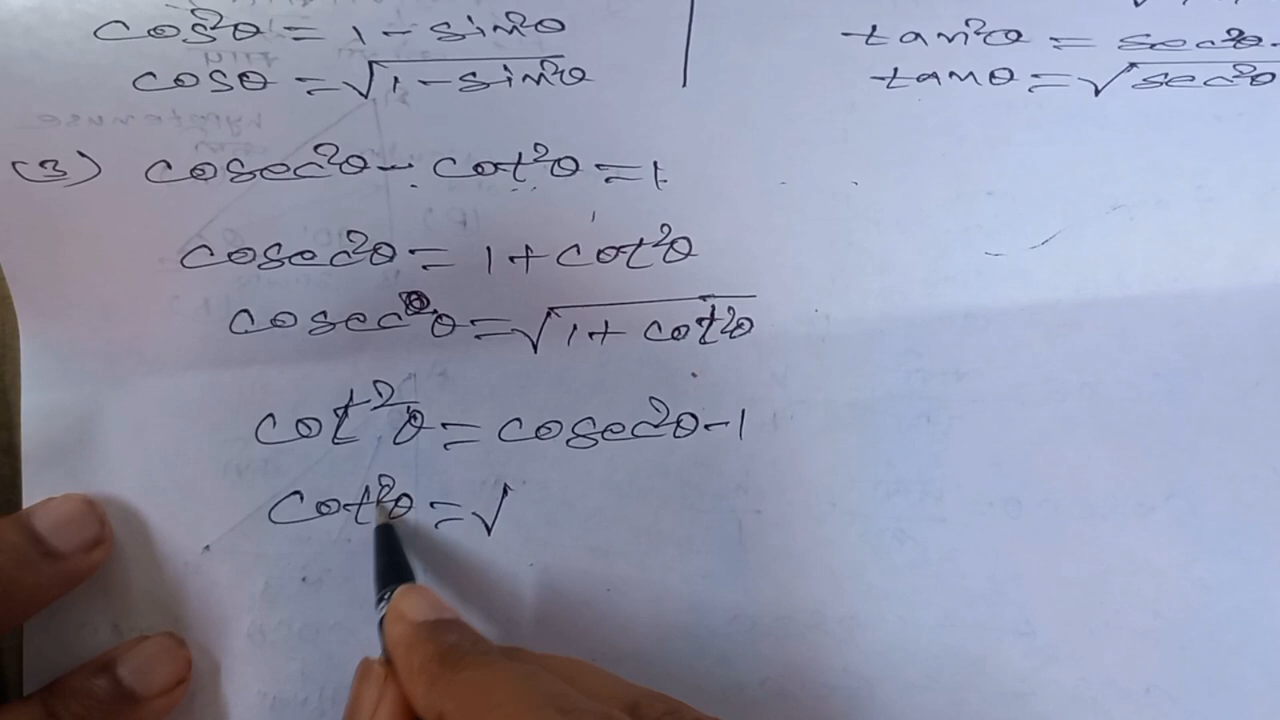 cos²θ = 1 - sin²θ
cosθ = √1 - sin²θ
tan²θ = sec²θ-
tanθ = √sec²θ
(3) cosec²θ - cot²θ = 1
cosec²θ = 1 + cot²θ
cosec θ = √1 + cot²θ
cot²θ = cosec²θ - 1
cot²θ = √